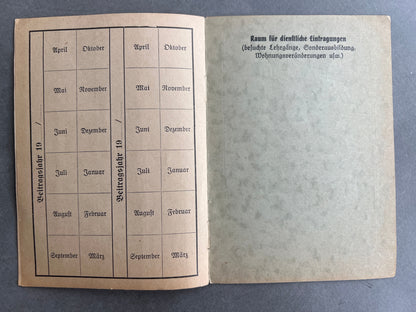 Beitragsjahr 19 /
April Oktober
Mai November
Juni Dezember
Juli Januar
August Februar
September März
Beitragsjahr 19 /
April Oktober
Mai November
Juni Dezember
Juli Januar
August Februar
September März
Raum für dienstliche Eintragungen
(besuchte Lehrgänge, Sonderausbildung,
Wohnungsveränderungen usw.)